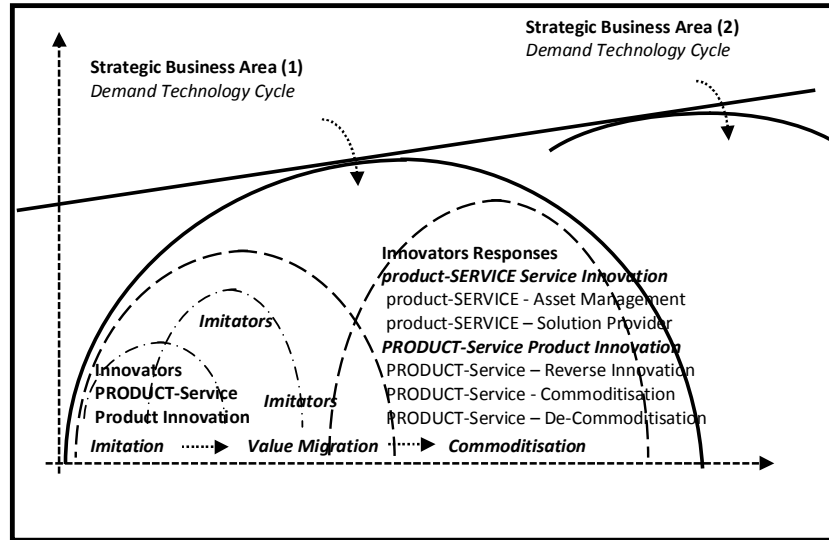 Strategic Business Area (1)
Demand Technology Cycle
Strategic Business Area (2)
Demand Technology Cycle
Innovators Responses
product-SERVICE Service Innovation
product-SERVICE - Asset Management
product-SERVICE – Solution Provider
PRODUCT-Service Product Innovation
PRODUCT-Service – Reverse Innovation
PRODUCT-Service - Commoditisation
PRODUCT-Service – De-Commoditisation
Imitators
Imitators
Innovators
PRODUCT-Service
Product Innovation
Imitation Value Migration Commoditisation